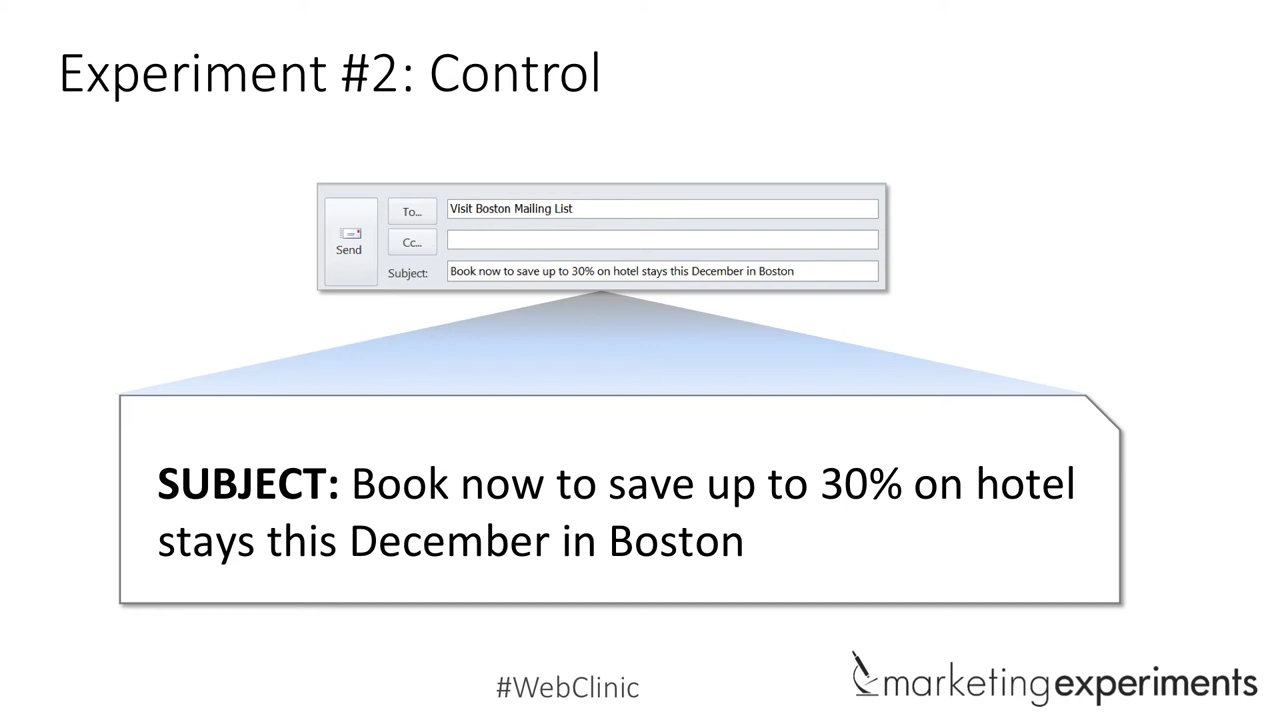 Experiment #2: Control
To... Visit Boston Mailing List
Send
Cc...
Subject: Book now to save up to 30% on hotel stays this December in Boston
SUBJECT: Book now to save up to 30% on hotel
stays this December in Boston
#WebClinic
marketingexperiments